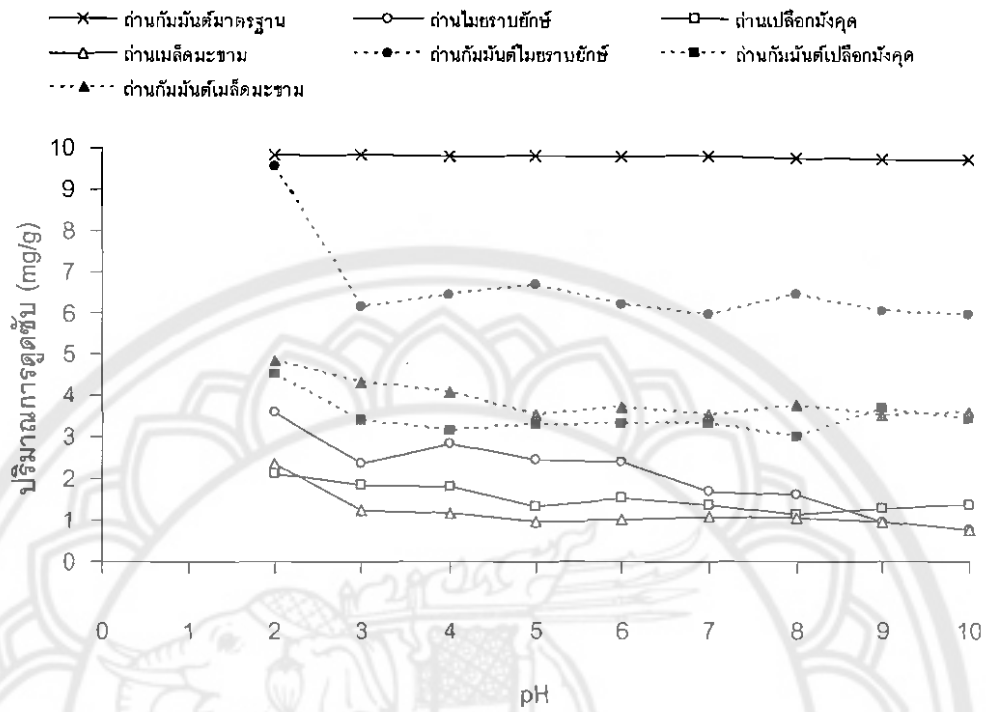 ถ่านกัมมันต์มาตรฐาน ถ่านไมยราบยักษ์ ถ่านเปลือกมังคุด
ถ่านเมล็ดมะขาม ถ่านกัมมันต์ไมยราบยักษ์ ถ่านกัมมันต์เปลือกมังคุด
ถ่านกัมมันต์เมล็ดมะขาม
ปริมาณการดูดซับ (mg/g)
10
9
8
7
6
5
4
3
2
1
0
0 1 2 3 4 5 6 7 8 9 10
pH